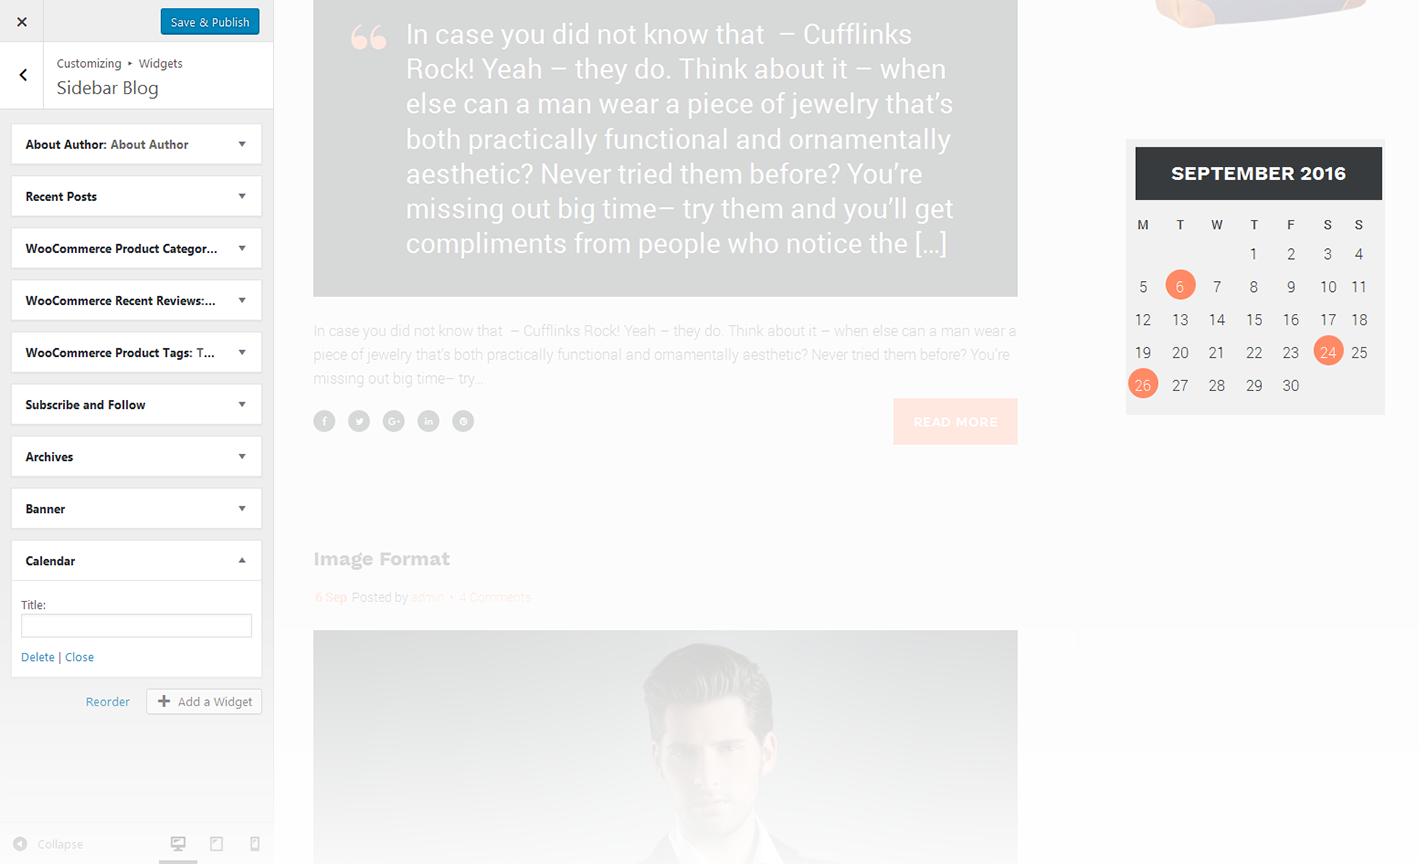 Save & Publish
Customizing ▸ Widgets
Sidebar Blog
About Author: About Author
Recent Posts
WooCommerce Product Categor...
WooCommerce Recent Reviews:...
WooCommerce Product Tags: T...
Subscribe and Follow
Archives
Banner
Calendar
Title:
Delete | Close
Reorder
Add a Widget
Collapse
In case you did not know that – Cufflinks
Rock! Yeah – they do. Think about it – when
else can a man wear a piece of jewelry that’s
both practically functional and ornamentally
aesthetic? Never tried them before? You’re
missing out big time– try them and you’ll get
compliments from people who notice the [...]
In case you did not know that – Cufflinks Rock! Yeah – they do. Think about it – when else can a man wear a
piece of jewelry that’s both practically functional and ornamentally aesthetic? Never tried them before? You’re
missing out big time– try...
READ MORE
Image Format
6 Sep Posted by admin • 4 Comments
SEPTEMBER 2016
M T W T F S S
1 2 3 4
5 6 7 8 9 10 11
12 13 14 15 16 17 18
19 20 21 22 23 24 25
26 27 28 29 30